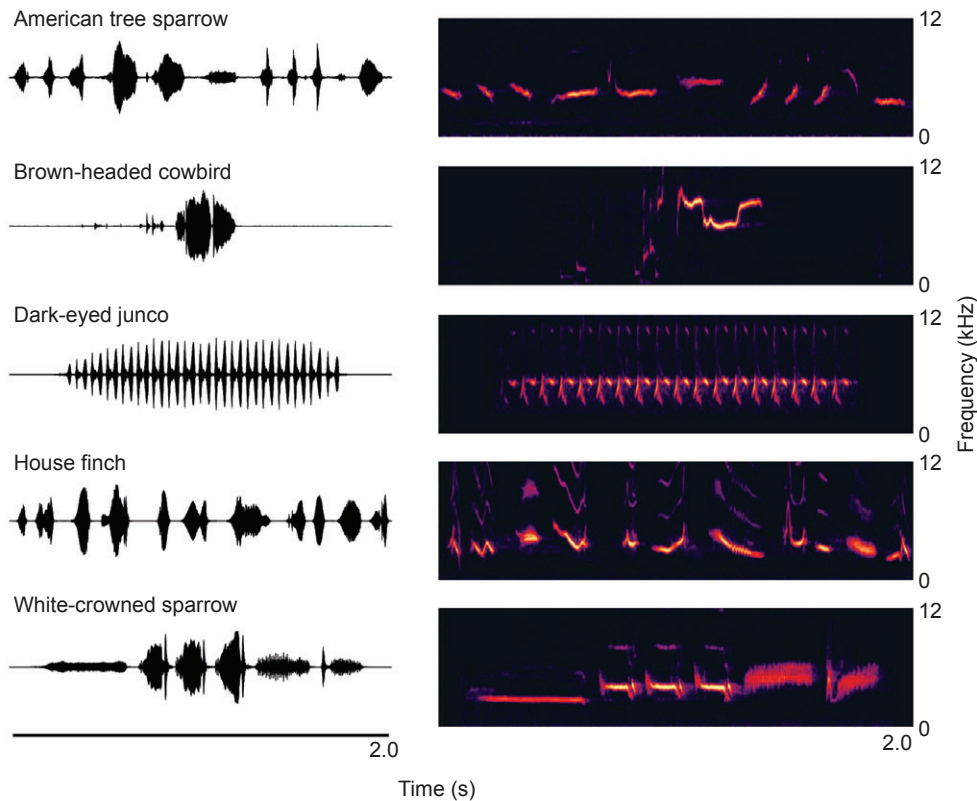 American tree sparrow
12
0
Brown-headed cowbird
12
0
Dark-eyed junco
12
0
House finch
12
0
White-crowned sparrow
12
0
Frequency (kHz)
2.0
2.0
Time (s)